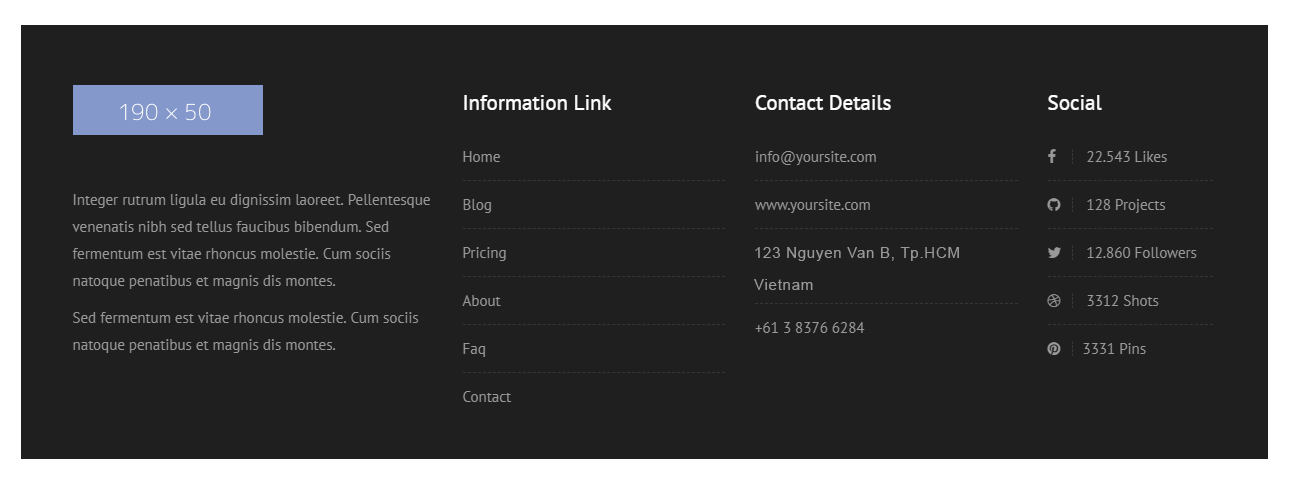 190 × 50
Integer rutrum ligula eu dignissim laoreet. Pellentesque
venenatis nibh sed tellus faucibus bibendum. Sed
fermentum est vitae rhoncus molestie. Cum sociis
natoque penatibus et magnis dis montes.
Sed fermentum est vitae rhoncus molestie. Cum sociis
natoque penatibus et magnis dis montes.
Information Link
Home
Blog
Pricing
About
Faq
Contact
Contact Details
info@yoursite.com
www.yoursite.com
123 Nguyen Van B, Tp.HCM
Vietnam
+61 3 8376 6284
Social
22.543 Likes
128 Projects
12.860 Followers
3312 Shots
3331 Pins